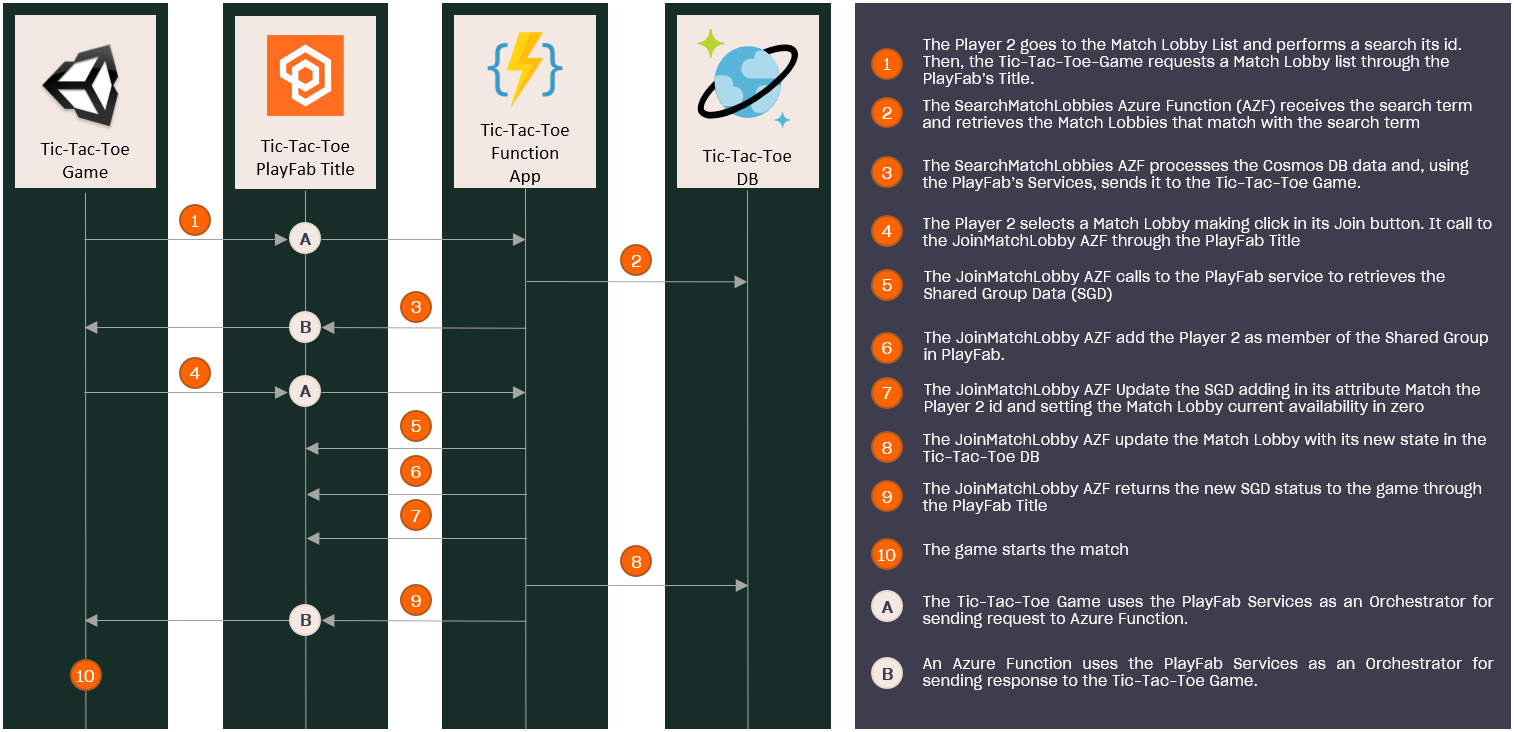 Tic-Tac-Toe
Game
Tic-Tac-Toe
PlayFab Title
Tic-Tac-Toe
Function
App
Tic-Tac-Toe
DB
1
A
2
3
B
4
A
5
6
7
8
9
B
10
1
The Player 2 goes to the Match Lobby List and performs a search its id.
Then, the Tic-Tac-Toe-Game requests a Match Lobby list through the
PlayFab's Title.
2
The SearchMatchLobbies Azure Function (AZF) receives the search term
and retrieves the Match Lobbies that match with the search term
3
The SearchMatchLobbies AZF processes the Cosmos DB data and, using
the PlayFab's Services, sends it to the Tic-Tac-Toe Game.
4
The Player 2 selects a Match Lobby making click in its Join button. It call to
the JoinMatchLobby AZF through the PlayFab Title
5
The JoinMatchLobby AZF calls to the PlayFab service to retrieves the
Shared Group Data (SGD)
6
The JoinMatchLobby AZF add the Player 2 as member of the Shared Group
in PlayFab.
7
The JoinMatchLobby AZF Update the SGD adding in its attribute Match the
Player 2 id and setting the Match Lobby current availability in zero
8
The JoinMatchLobby AZF update the Match Lobby with its new state in the
Tic-Tac-Toe DB
9
The JoinMatchLobby AZF returns the new SGD status to the game through
the PlayFab Title
10
The game starts the match
A
The Tic-Tac-Toe Game uses the PlayFab Services as an Orchestrator for
sending request to Azure Function.
B
An Azure Function uses the PlayFab Services as an Orchestrator for
sending response to the Tic-Tac-Toe Game.